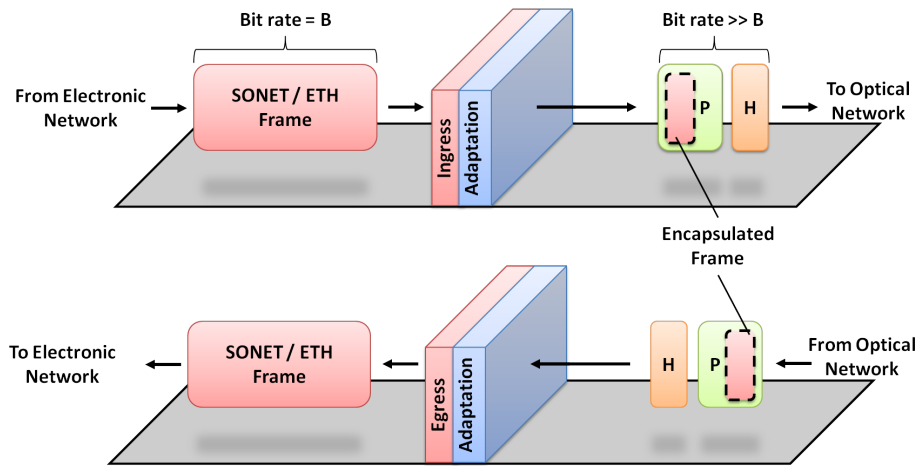 Bit rate = B
Bit rate >> B
From Electronic
Network
SONET / ETH
Frame
Ingress
Adaptation
P
H
To Optical
Network
Encapsulated
Frame
To Electronic
Network
SONET / ETH
Frame
Egress
Adaptation
H
P
From Optical
Network